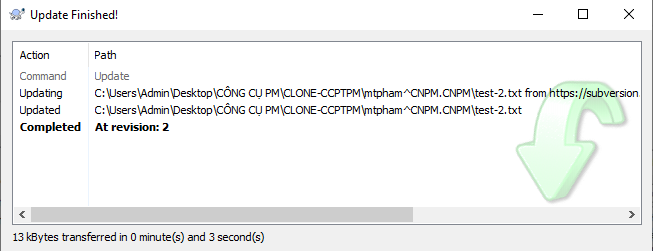 Update Finished!
Action Path
Command Update
Updating C:\Users\Admin\Desktop\CÔNG CỤ PM\CLONE-CCPTPM\mtpham^CNPM.CNPM\test-2.txt from https://subversion.
Updated C:\Users\Admin\Desktop\CÔNG CỤ PM\CLONE-CCPTPM\mtpham^CNPM.CNPM\test-2.txt
Completed At revision: 2
13 kBytes transferred in 0 minute(s) and 3 second(s)